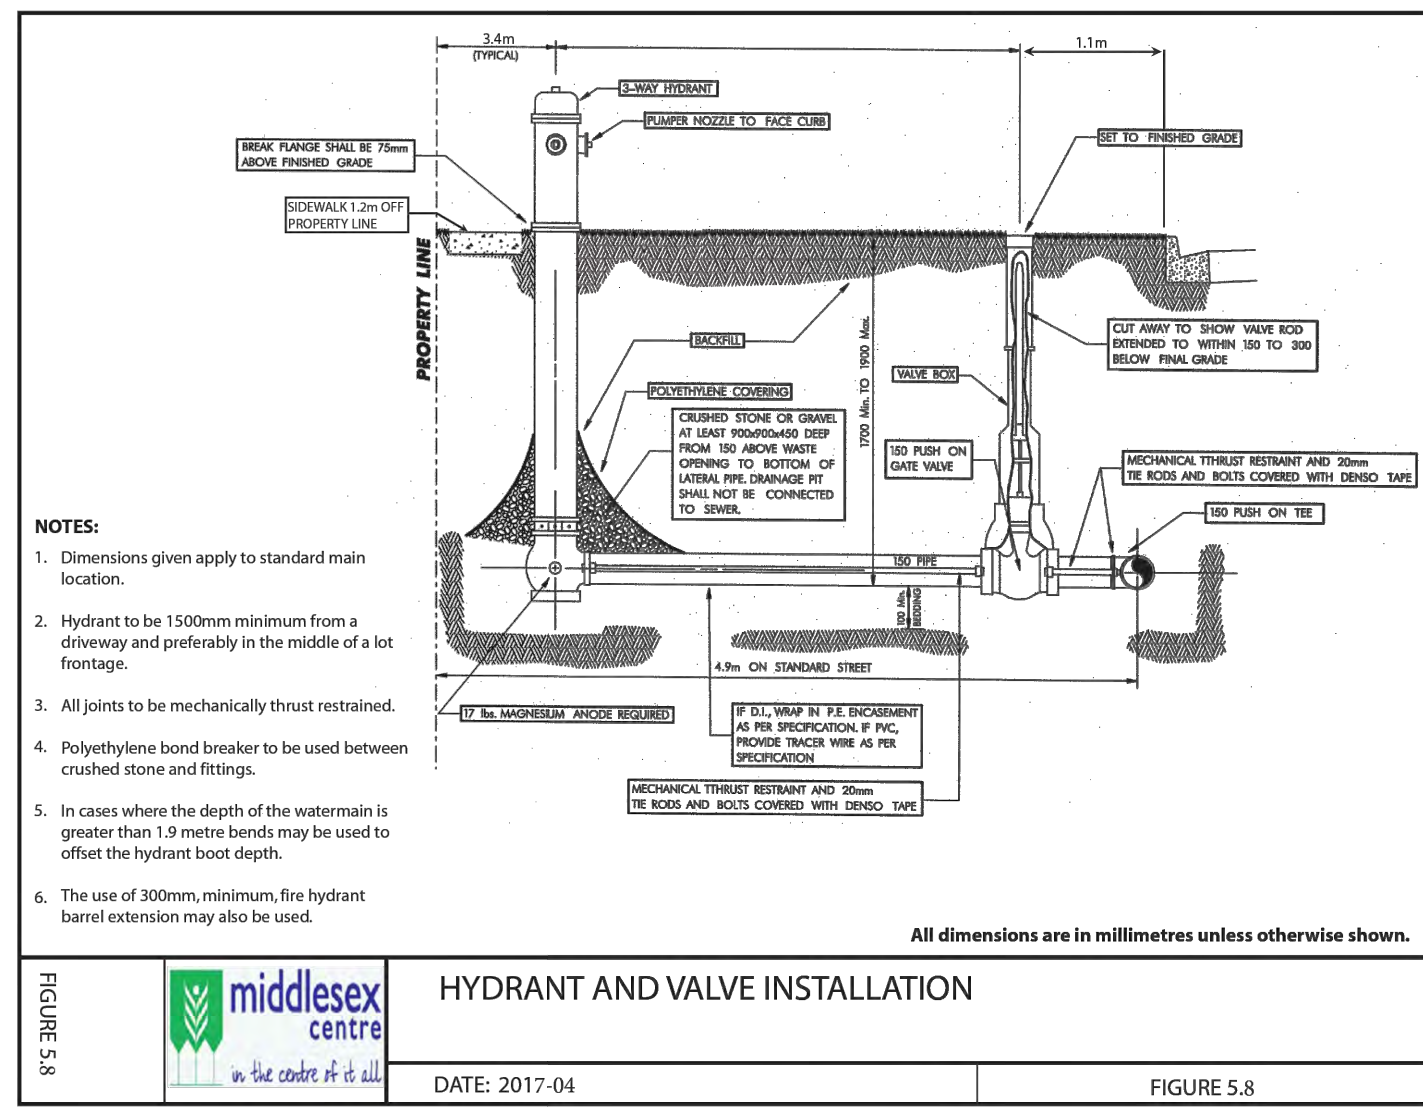 3.4m
(TYPICAL)
1.1m
3-WAY HYDRANT
PUMPER NOZZLE TO FACE CURB
BREAK FLANGE SHALL BE 75mm
ABOVE FINISHED GRADE
SET TO FINISHED GRADE
SIDEWALK 1.2m OFF
PROPERTY LINE
PROPERTY LINE
BACKFILL
1700 Min. TO 1900 Max.
CUT AWAY TO SHOW VALVE ROD
EXTENDED TO WITHIN 150 TO 300
BELOW FINAL GRADE
VALVE BOX
POLYETHYLENE COVERING
CRUSHED STONE OR GRAVEL
AT LEAST 900x900x450 DEEP
FROM 150 ABOVE WASTE
OPENING TO BOTTOM OF
LATERAL PIPE. DRAINAGE PIT
SHALL NOT BE CONNECTED
TO SEWER.
150 PUSH ON
GATE VALVE
MECHANICAL TTHRUST RESTRAINT AND 20mm
TIE RODS AND BOLTS COVERED WITH DENSO TAPE
150 PUSH ON TEE
150 PIPE
100 Min.
BEDDING
4.9m ON STANDARD STREET
17 lbs. MAGNESIUM ANODE REQUIRED
IF D.I., WRAP IN P.E. ENCASEMENT
AS PER SPECIFICATION. IF PVC,
PROVIDE TRACER WIRE AS PER
SPECIFICATION
MECHANICAL TTHRUST RESTRAINT AND 20mm
TIE RODS AND BOLTS COVERED WITH DENSO TAPE
NOTES:
1. Dimensions given apply to standard main
location.
2. Hydrant to be 1500mm minimum from a
driveway and preferably in the middle of a lot
frontage.
3. All joints to be mechanically thrust restrained.
4. Polyethylene bond breaker to be used between
crushed stone and fittings.
5. In cases where the depth of the watermain is
greater than 1.9 metre bends may be used to
offset the hydrant boot depth.
6. The use of 300mm, minimum, fire hydrant
barrel extension may also be used.
All dimensions are in millimetres unless otherwise shown.
FIGURE 5.8
middlesex
centre
in the centre of it all
HYDRANT AND VALVE INSTALLATION
DATE: 2017-04
FIGURE 5.8